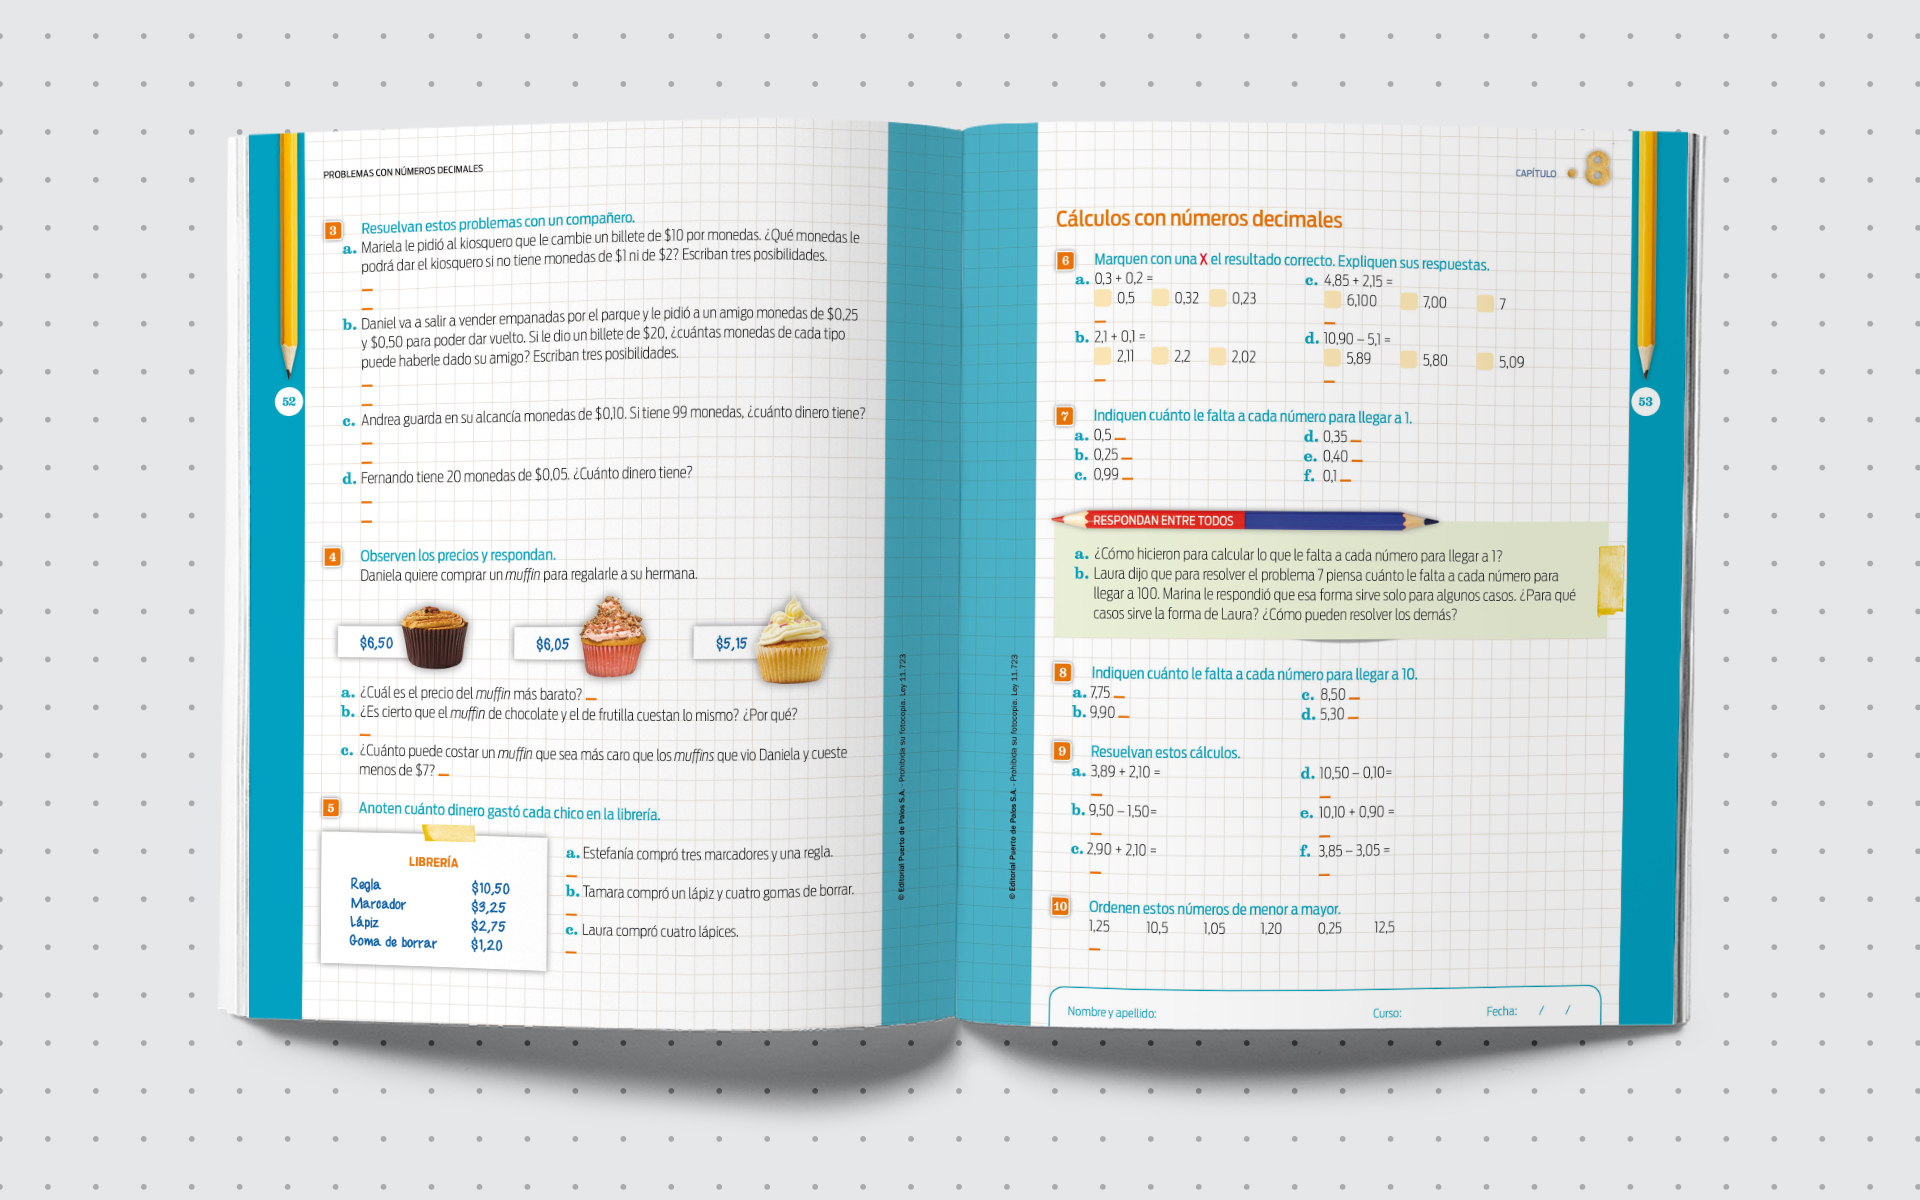 PROBLEMAS CON NÚMEROS DECIMALES
3 Resuelvan estos problemas con un compañero.
a. Mariela le pidió al kiosquero que le cambie un billete de $10 por monedas. ¿Qué monedas le
podrá dar el kiosquero si no tiene monedas de $1 ni de $2? Escriban tres posibilidades.
b. Daniel va a salir a vender empanadas por el parque y le pidió a un amigo monedas de $0,25
y $0,50 para poder dar vuelto. Si le dio un billete de $20, ¿cuántas monedas de cada tipo
puede haberle dado su amigo? Escriban tres posibilidades.
52
c. Andrea guarda en su alcancía monedas de $0,10. Si tiene 99 monedas, ¿cuánto dinero tiene?
d. Fernando tiene 20 monedas de $0,05. ¿Cuánto dinero tiene?
4 Observen los precios y respondan.
Daniela quiere comprar un muffin para regalarle a su hermana.
$6,50 $6,05 $5,15
a. ¿Cuál es el precio del muffin más barato?
b. ¿Es cierto que el muffin de chocolate y el de frutilla cuestan lo mismo? ¿Por qué?
c. ¿Cuánto puede costar un muffin que sea más caro que los muffins que vio Daniela y cueste
menos de $7?
5 Anoten cuánto dinero gastó cada chico en la librería.
LIBRERÍA
Regla $10,50
Marcador $3,25
Lápiz $2,75
Goma de borrar $1,20
a. Estefanía compró tres marcadores y una regla.
b. Tamara compró un lápiz y cuatro gomas de borrar.
c. Laura compró cuatro lápices.
© Editorial Puerto de Palos S.A. - Prohibida su fotocopia. Ley 11.723
© Editorial Puerto de Palos S.A. - Prohibida su fotocopia. Ley 11.723
CAPÍTULO 8
Cálculos con números decimales
6 Marquen con una X el resultado correcto. Expliquen sus respuestas.
a. 0,3 + 0,2 =
0,5 0,32 0,23
b. 2,1 + 0,1 =
2,11 2,2 2,02
c. 4,85 + 2,15 =
6,100 7,00 7
d. 10,90 – 5,1 =
5,89 5,80 5,09
53
7 Indiquen cuánto le falta a cada número para llegar a 1.
a. 0,5
b. 0,25
c. 0,99
d. 0,35
e. 0,40
f. 0,1
RESPONDAN ENTRE TODOS
a. ¿Cómo hicieron para calcular lo que le falta a cada número para llegar a 1?
b. Laura dijo que para resolver el problema 7 piensa cuánto le falta a cada número para
llegar a 100. Marina le respondió que esa forma sirve solo para algunos casos. ¿Para qué
casos sirve la forma de Laura? ¿Cómo pueden resolver los demás?
8 Indiquen cuánto le falta a cada número para llegar a 10.
a. 7,75
b. 9,90
c. 8,50
d. 5,30
9 Resuelvan estos cálculos.
a. 3,89 + 2,10 =
b. 9,50 – 1,50=
c. 2,90 + 2,10 =
d. 10,50 – 0,10=
e. 10,10 + 0,90 =
f. 3,85 – 3,05 =
10 Ordenen estos números de menor a mayor.
1,25 10,5 1,05 1,20 0,25 12,5
Nombre y apellido: Curso: Fecha: / /